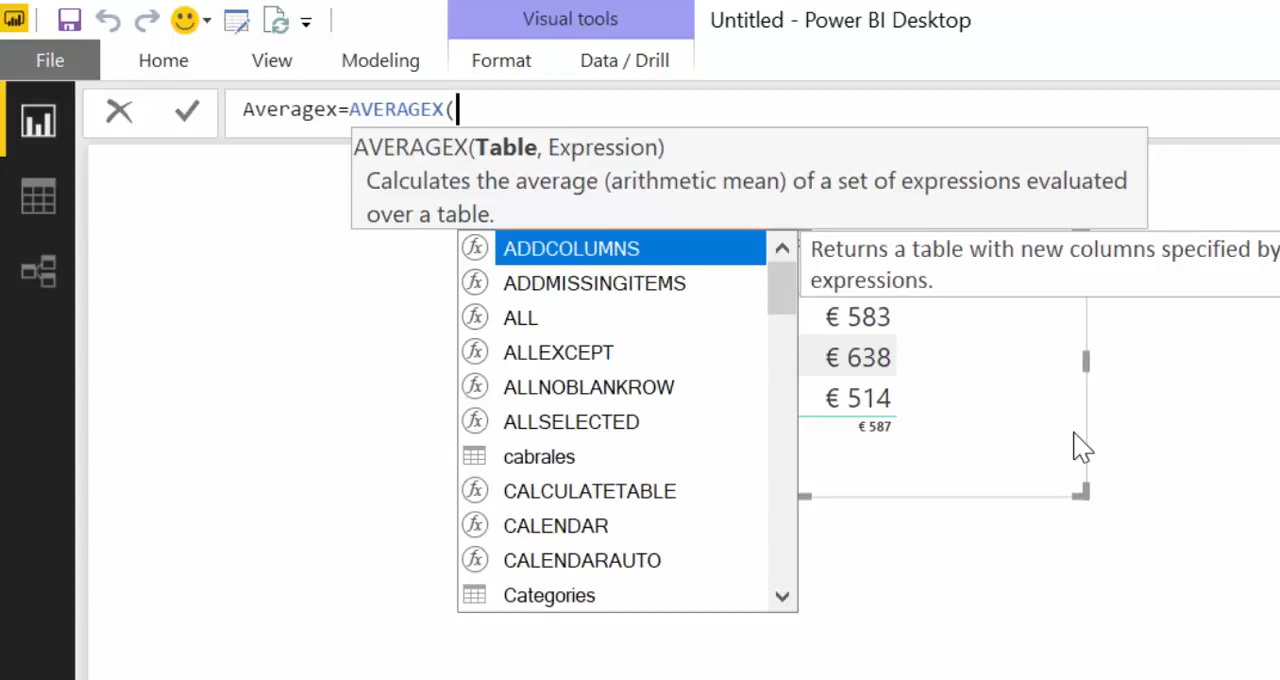 Visual tools
Untitled - Power BI Desktop
File Home View Modeling Format Data / Drill
Averagex=AVERAGEX(
AVERAGEX(Table, Expression)
Calculates the average (arithmetic mean) of a set of expressions evaluated
over a table.
ADDCOLUMNS
Returns a table with new columns specified by
expressions.
ADDMISSINGITEMS
ALL
ALLEXCEPT
ALLNOBLANKROW
ALLSELECTED
cabrales
CALCULATETABLE
CALENDAR
CALENDARAUTO
Categories
€ 583
€ 638
€ 514
€ 587